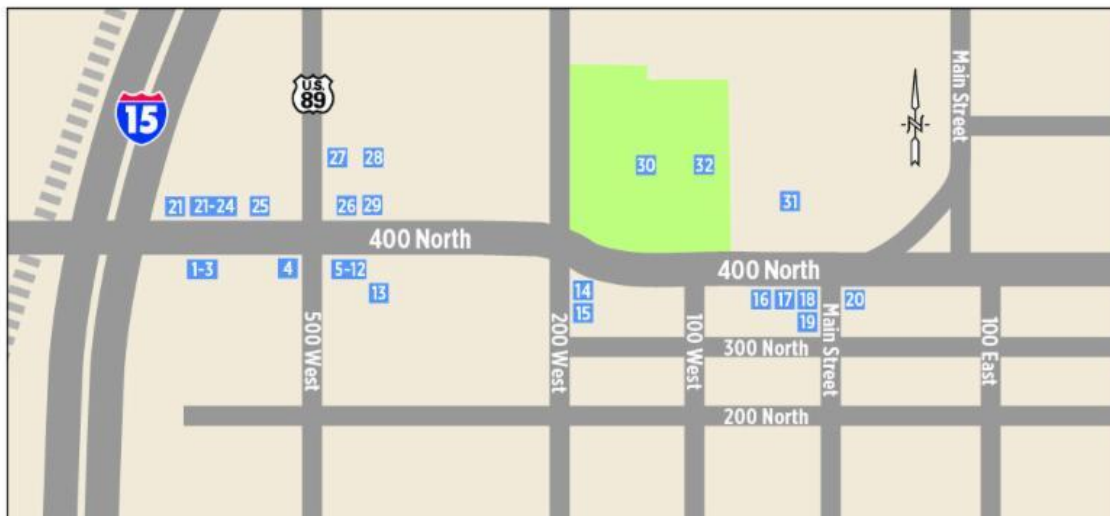 Main Street
U.S.
89
15
N
27
28
30
32
31
21
21-24
25
26
29
400 North
400 North
1-3
4
5-12
13
14
15
16
17
18
19
20
500 West
200 West
100 West
Main Street
100 East
300 North
200 North